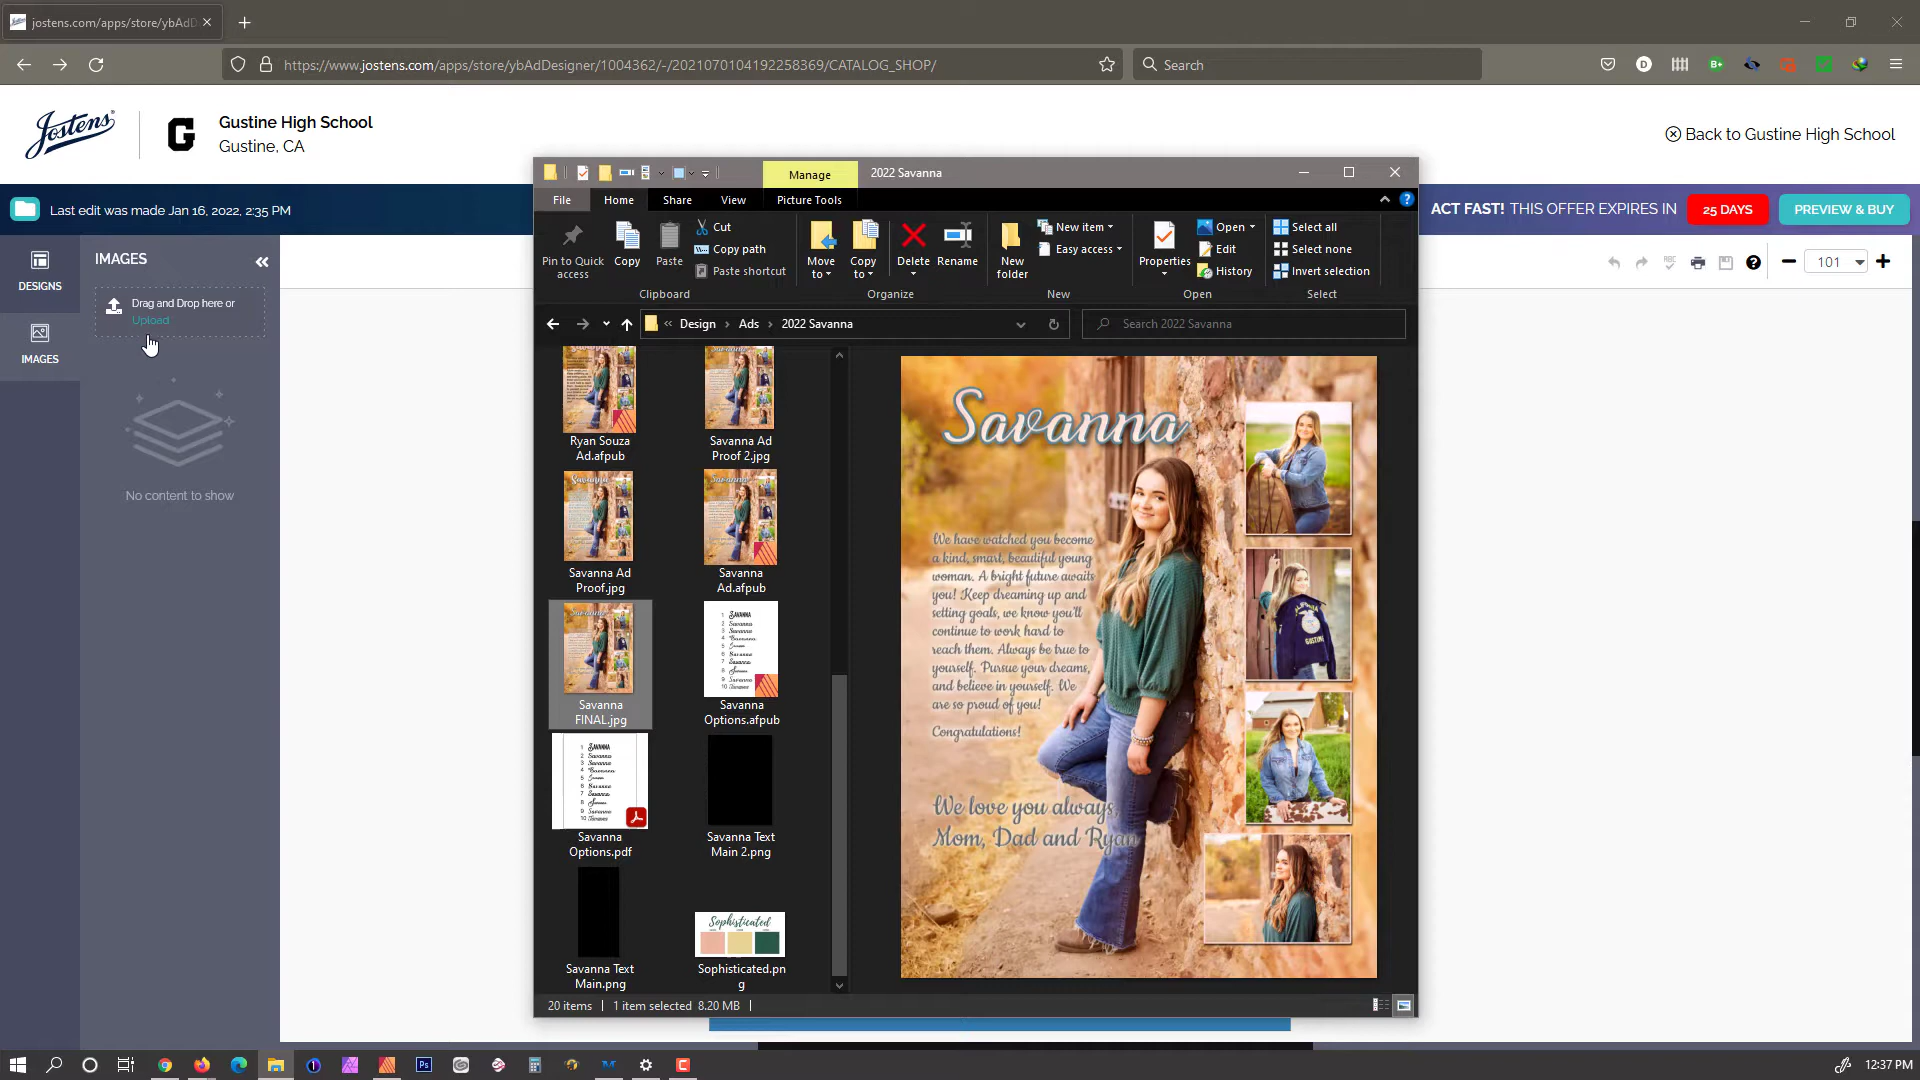 jostens.com/apps/store/ybAdD
https://www.jostens.com/apps/store/ybAdDesigner/1004362/-/2021070104192258369/CATALOG_SHOP/
Search
Jostens
G
Gustine High School
Gustine, CA
Back to Gustine High School
Last edit was made Jan 16, 2022, 2:35 PM
ACT FAST! THIS OFFER EXPIRES IN
25 DAYS
PREVIEW & BUY
DESIGNS
IMAGES
IMAGES
Drag and Drop here or
Upload
No content to show
ABC
101
Manage
2022 Savanna
File
Home
Share
View
Picture Tools
Pin to Quick
access
Copy
Paste
Cut
Copy path
Paste shortcut
Clipboard
Move
to
Copy
to
Delete
Rename
Organize
New
folder
New item
Easy access
New
Properties
Open
Edit
History
Open
Select all
Select none
Invert selection
Select
Design
Ads
2022 Savanna
Search 2022 Savanna
Ryan Souza
Ad.afpub
Savanna Ad
Proof 2.jpg
Savanna Ad
Proof.jpg
Savanna
Ad.afpub
Savanna
FINAL.jpg
Savanna
Options.afpub
Savanna
Options.pdf
Savanna Text
Main 2.png
Savanna Text
Main.png
Sophisticated
Sophisticated.pn
g
Savanna
We have watched you become
a kind, smart, beautiful young
woman. A bright future awaits
you! Keep dreaming up and
setting goals, we know you'll
continue to work hard to
reach them. Always be true to
yourself. Pursue your dreams,
and believe in yourself. We
are so proud of you!
Congratulations!
We love you always,
Mom, Dad and Ryan
20 items
1 item selected 8.20 MB
12:37 PM